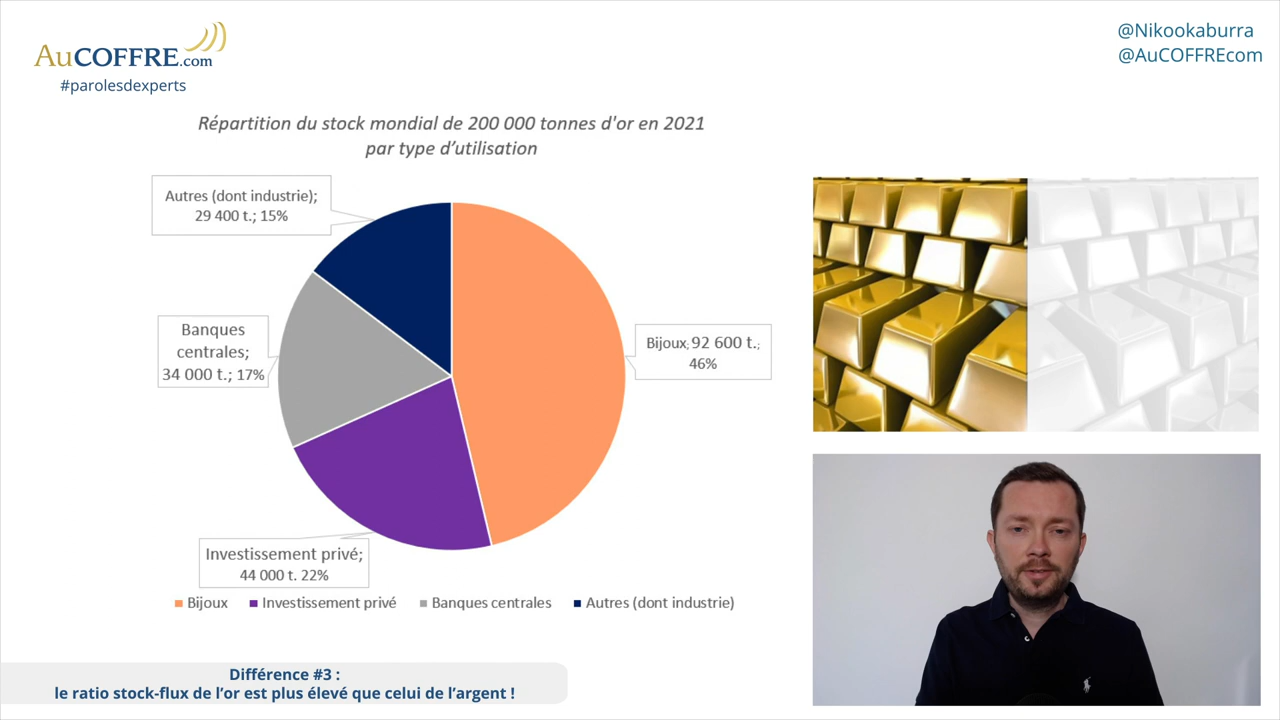 AuCOFFRE.com
#parolesdexperts
@Nikookaburra
@AuCOFFREcom
Répartition du stock mondial de 200 000 tonnes d'or en 2021
par type d’utilisation
Autres (dont industrie);
29 400 t.; 15%
Banques
centrales;
34 000 t.; 17%
Bijoux; 92 600 t.;
46%
Investissement privé;
44 000 t. 22%
Bijoux
Investissement privé
Banques centrales
Autres (dont industrie)
Différence #3 :
le ratio stock-flux de l’or est plus élevé que celui de l’argent !